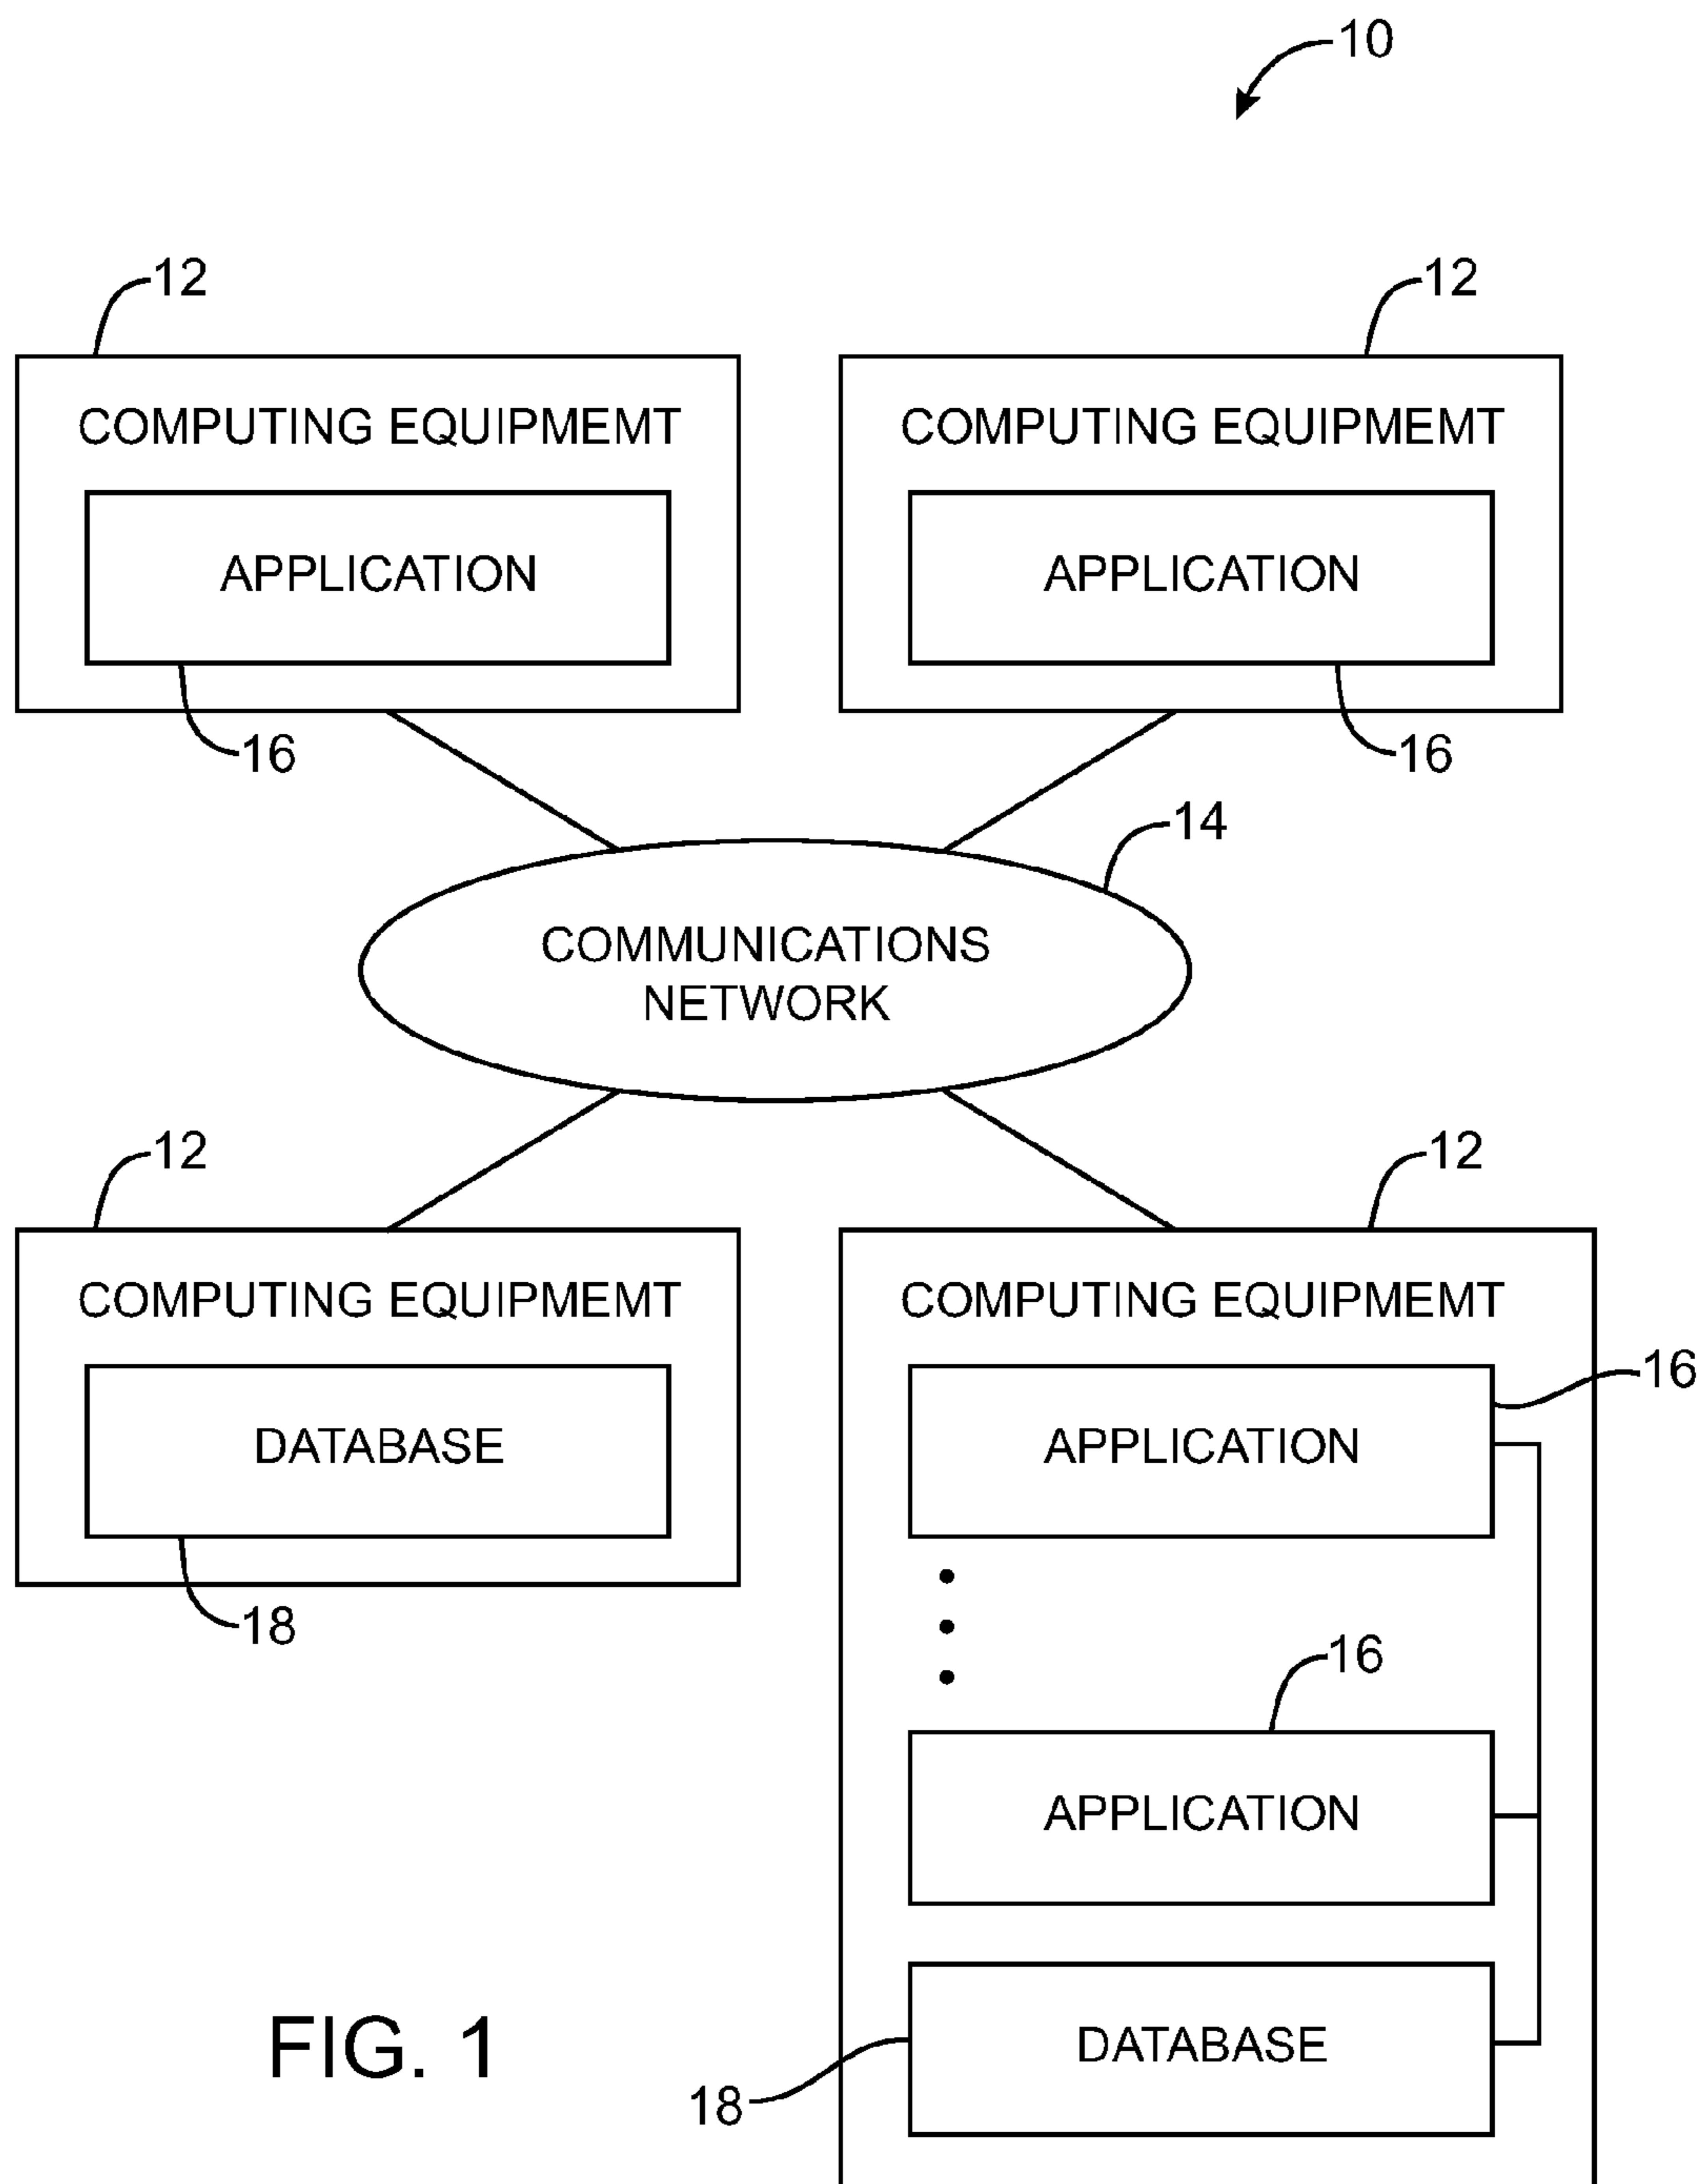 10
12
12
COMPUTING EQUIPMEMT
COMPUTING EQUIPMEMT
APPLICATION
APPLICATION
16
16
14
COMMUNICATIONS
NETWORK
12
12
COMPUTING EQUIPMEMT
COMPUTING EQUIPMEMT
16
DATABASE
APPLICATION
18
16
APPLICATION
FIG. 1
DATABASE
18